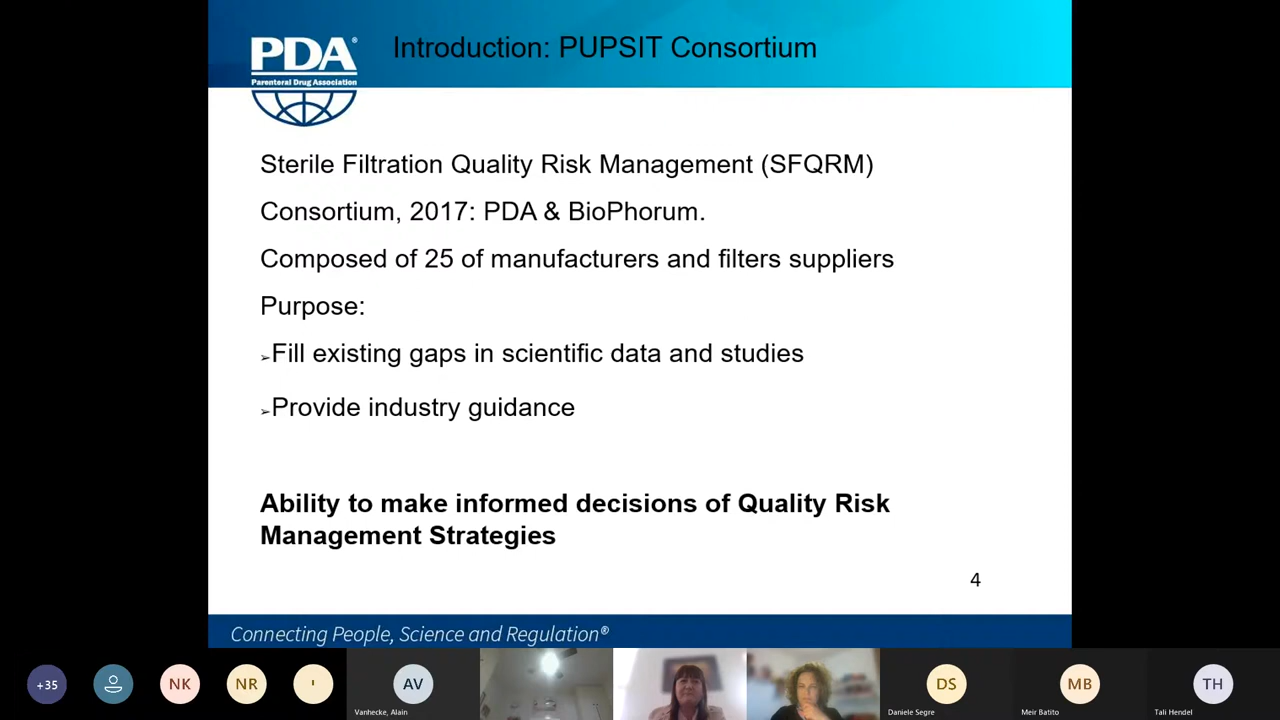 PDA®
Parenteral Drug Association
Introduction: PUPSIT Consortium
Sterile Filtration Quality Risk Management (SFQRM)
Consortium, 2017: PDA & BioPhorum.
Composed of 25 of manufacturers and filters suppliers
Purpose:
➢Fill existing gaps in scientific data and studies
➢Provide industry guidance
Ability to make informed decisions of Quality Risk
Management Strategies
4
Connecting People, Science and Regulation®
+35
NK
NR
AV
DS
MB
TH
Vanhecke, Alain
Daniele Segre
Meir Batito
Tali Hendel